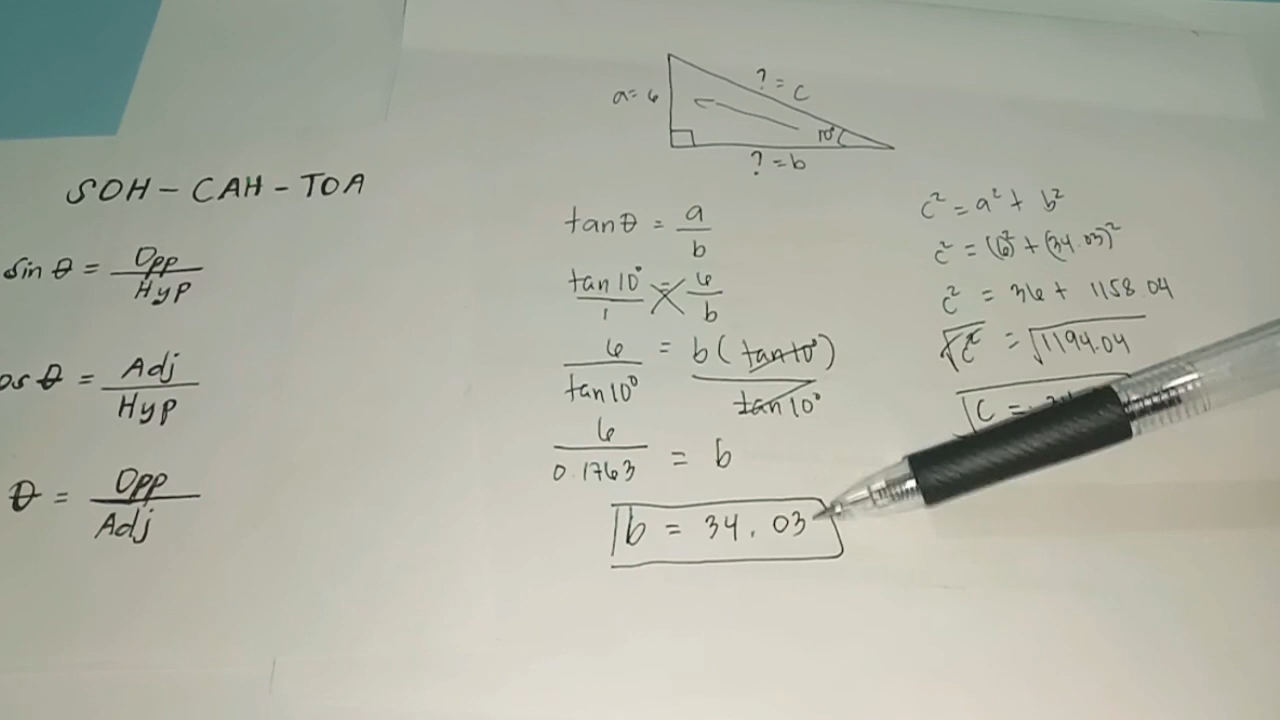 ? = c
a = 6
10°
? = b
SOH - CAH - TOA
sin θ = Opp / Hyp
os θ = Adj / Hyp
θ = Opp / Adj
tan θ = a / b
tan 10° / 1 = 6 / b
6 / tan 10° = b (tan 10°) / tan 10°
6 / 0.1763 = b
b = 34.03
c² = a² + b²
c² = (6)² + (34.03)²
c² = 36 + 1158.04
√c² = √1194.04
c =